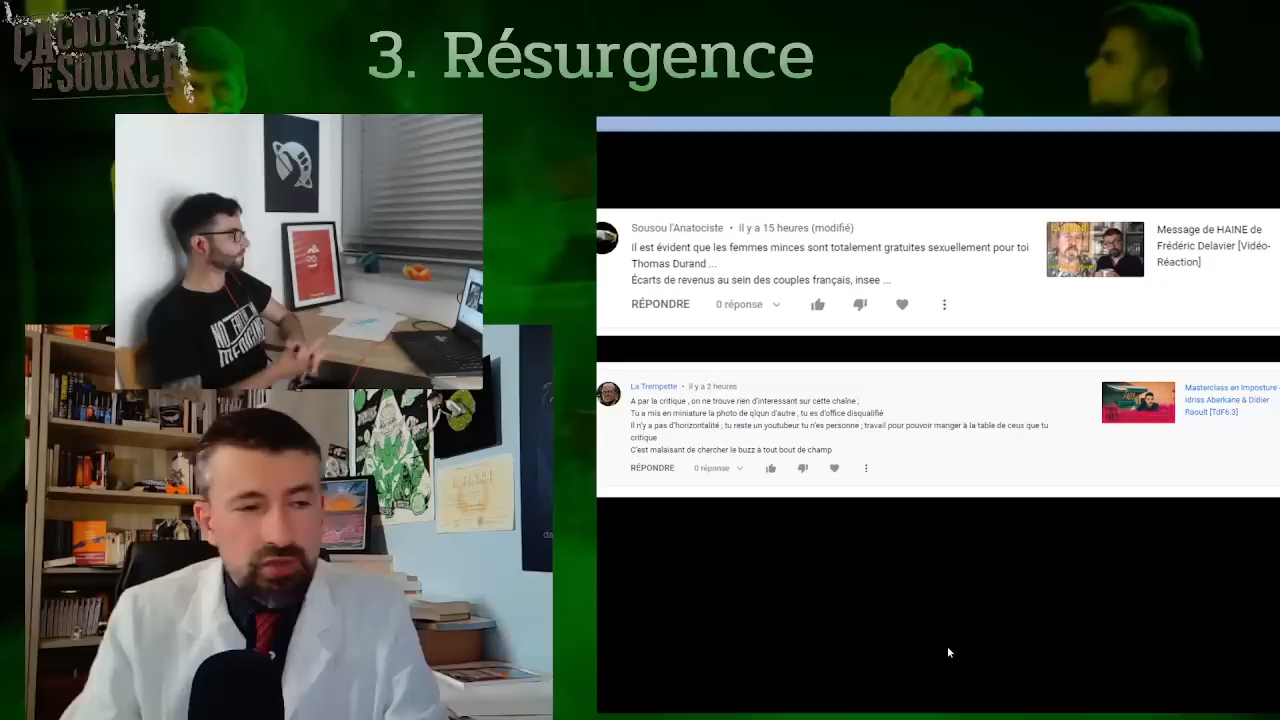 ÇA COULE
DE SOURCE
3. Résurgence
NO
Sousou l'Anatociste • il y a 15 heures (modifié)
Il est évident que les femmes minces sont totalement gratuites sexuellement pour toi
Thomas Durand ...
Écarts de revenus au sein des couples français, insee ...
RÉPONDRE 0 réponse
Message de HAINE de
Frédéric Delavier [Vidéo-
Réaction]
La Trempette • il y a 2 heures
A par la critique , on ne trouve rien d'interessant sur cette chaîne ;
Tu a mis en miniature la photo de qlqun d'autre , tu es d'office disqualifié
Il n'y a pas d'horizontalité ; tu reste un youtubeur tu n'es personne ; travail pour pouvoir manger à la table de ceux que tu
critique
C'est malaisant de chercher le buzz à tout bout de champ
RÉPONDRE 0 réponse
Masterclass en Imposture -
Idriss Aberkane & Didier
Raoult [TdF6.3]